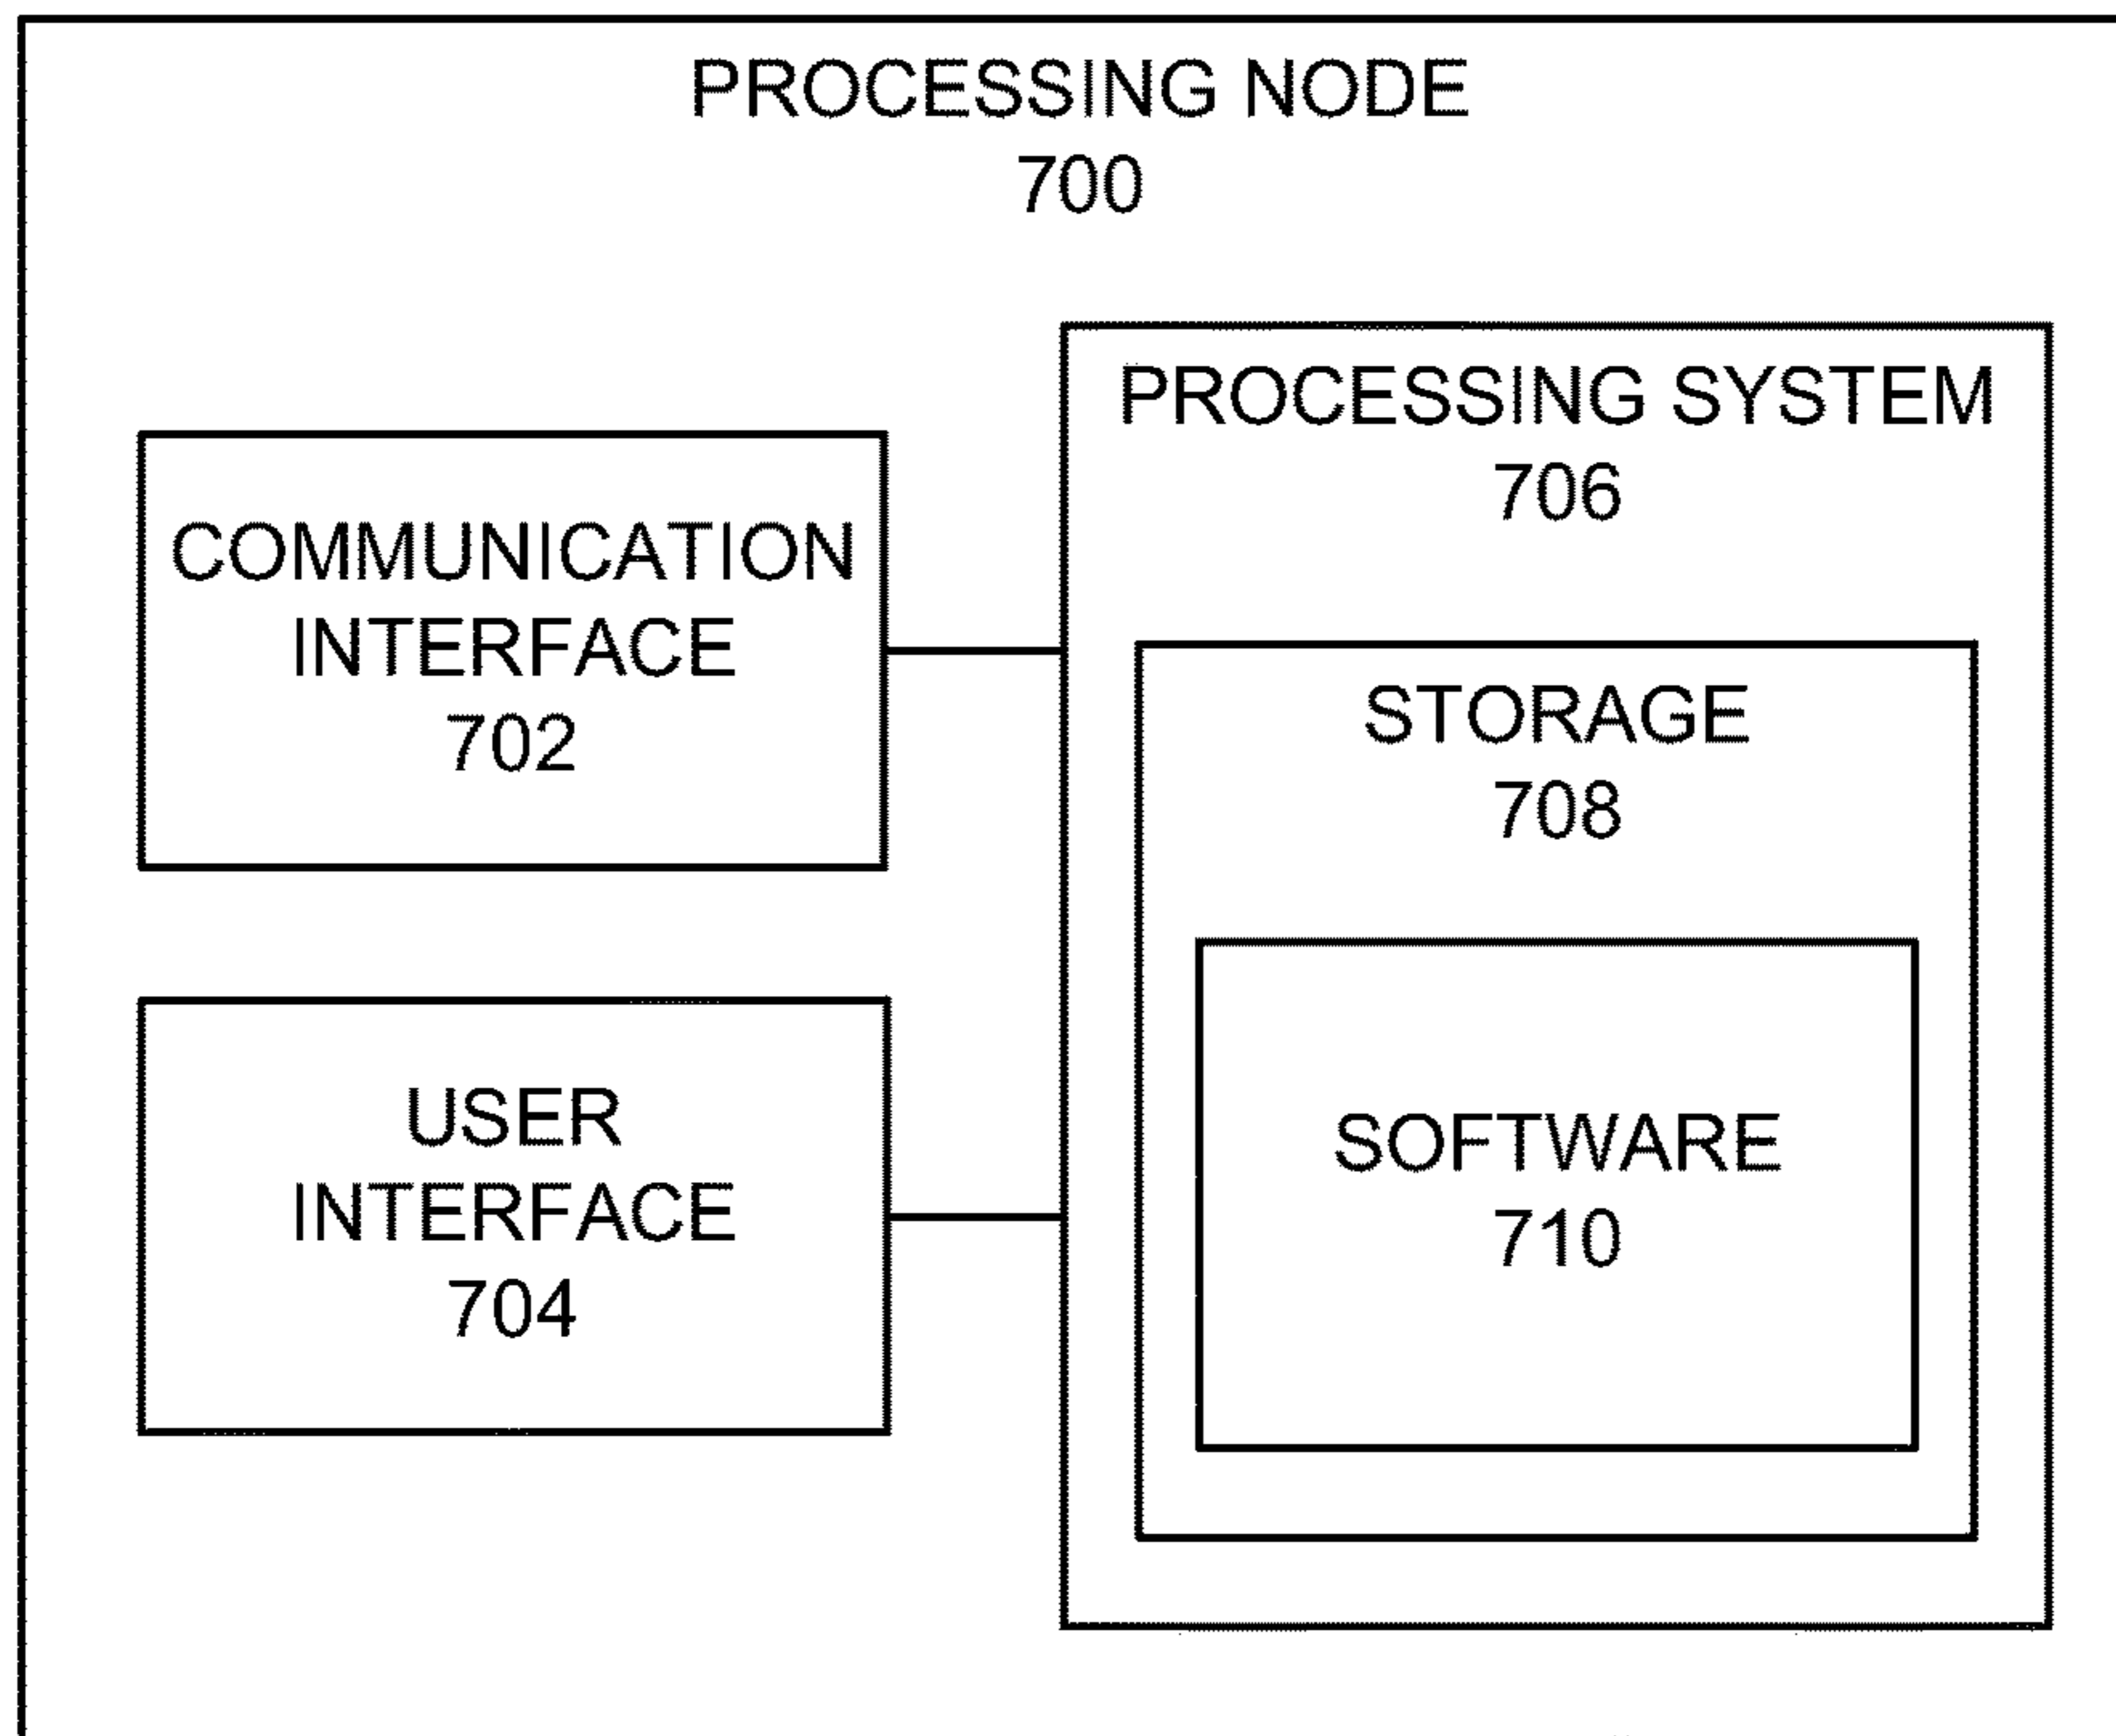 PROCESSING NODE
700
PROCESSING SYSTEM
706
COMMUNICATION
INTERFACE
702
STORAGE
708
USER
INTERFACE
704
SOFTWARE
710